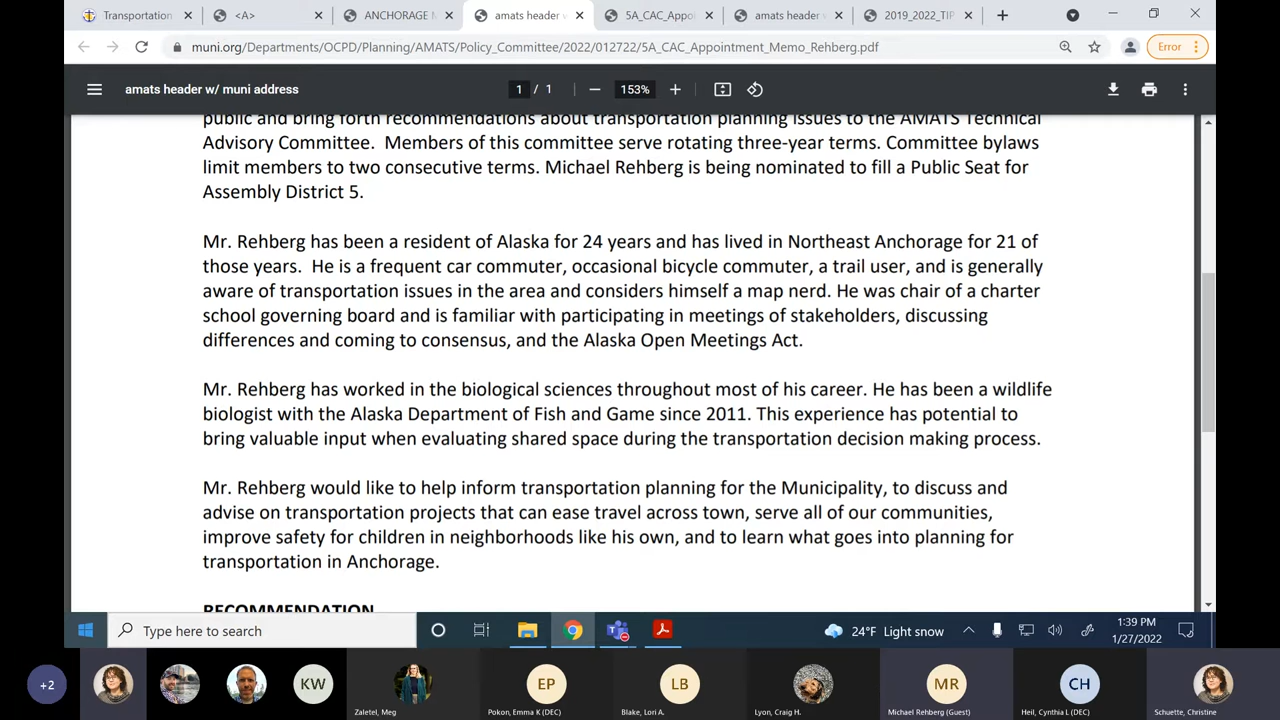 Transportation
<A>
ANCHORAGE M
amats header w
5A_CAC_Appoi
amats header w
2019_2022_TIP
muni.org/Departments/OCPD/Planning/AMATS/Policy_Committee/2022/012722/5A_CAC_Appointment_Memo_Rehberg.pdf
Error
amats header w/ muni address
1 / 1
153%
public and bring forth recommendations about transportation planning issues to the AMATS Technical
Advisory Committee. Members of this committee serve rotating three-year terms. Committee bylaws
limit members to two consecutive terms. Michael Rehberg is being nominated to fill a Public Seat for
Assembly District 5.
Mr. Rehberg has been a resident of Alaska for 24 years and has lived in Northeast Anchorage for 21 of
those years. He is a frequent car commuter, occasional bicycle commuter, a trail user, and is generally
aware of transportation issues in the area and considers himself a map nerd. He was chair of a charter
school governing board and is familiar with participating in meetings of stakeholders, discussing
differences and coming to consensus, and the Alaska Open Meetings Act.
Mr. Rehberg has worked in the biological sciences throughout most of his career. He has been a wildlife
biologist with the Alaska Department of Fish and Game since 2011. This experience has potential to
bring valuable input when evaluating shared space during the transportation decision making process.
Mr. Rehberg would like to help inform transportation planning for the Municipality, to discuss and
advise on transportation projects that can ease travel across town, serve all of our communities,
improve safety for children in neighborhoods like his own, and to learn what goes into planning for
transportation in Anchorage.
RECOMMENDATION
Type here to search
24°F Light snow
1:39 PM
1/27/2022
+2
KW
EP
LB
MR
CH
Zaletel, Meg
Pokon, Emma K (DEC)
Blake, Lori A.
Lyon, Craig H.
Michael Rehberg (Guest)
Heil, Cynthia L (DEC)
Schuette, Christine